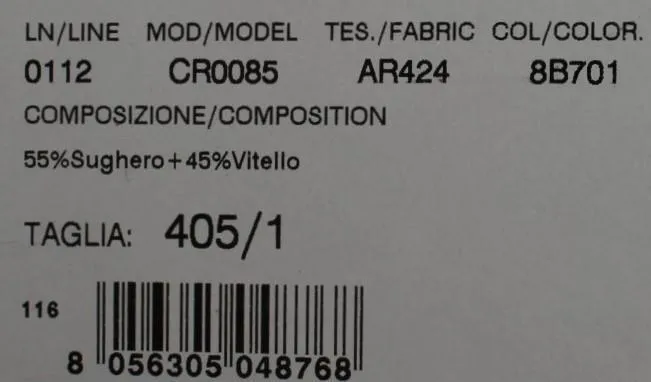 LN/LINE MOD/MODEL TES./FABRIC COL/COLOR.
0112 CR0085 AR424 8B701
COMPOSIZIONE/COMPOSITION
55%Sughero+45%Vitello
TAGLIA: 405/1
116
8 056305 048768